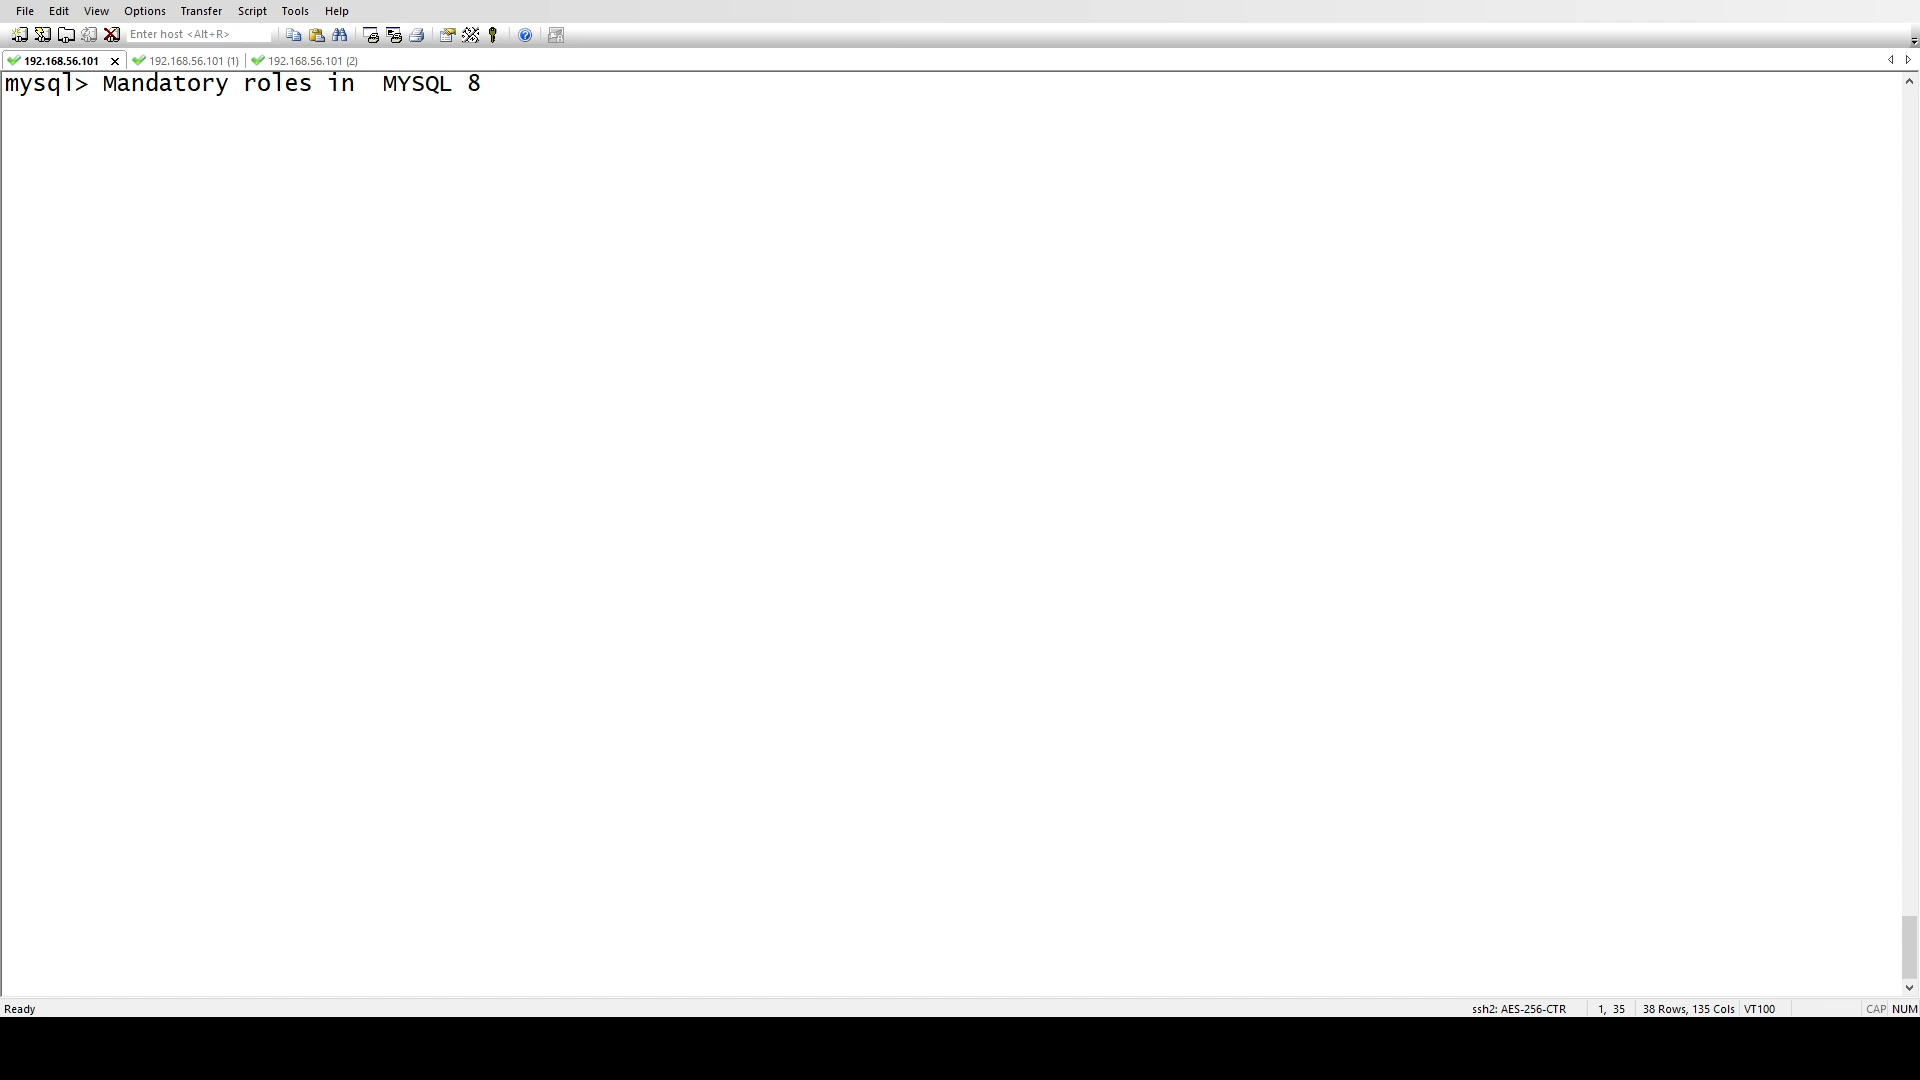 File Edit View Options Transfer Script Tools Help
Enter host <Alt+R>
192.168.56.101 192.168.56.101 (1) 192.168.56.101 (2)
mysql> Mandatory roles in  MYSQL 8
Ready ssh2: AES-256-CTR 1, 35 38 Rows, 135 Cols VT100 CAP NUM